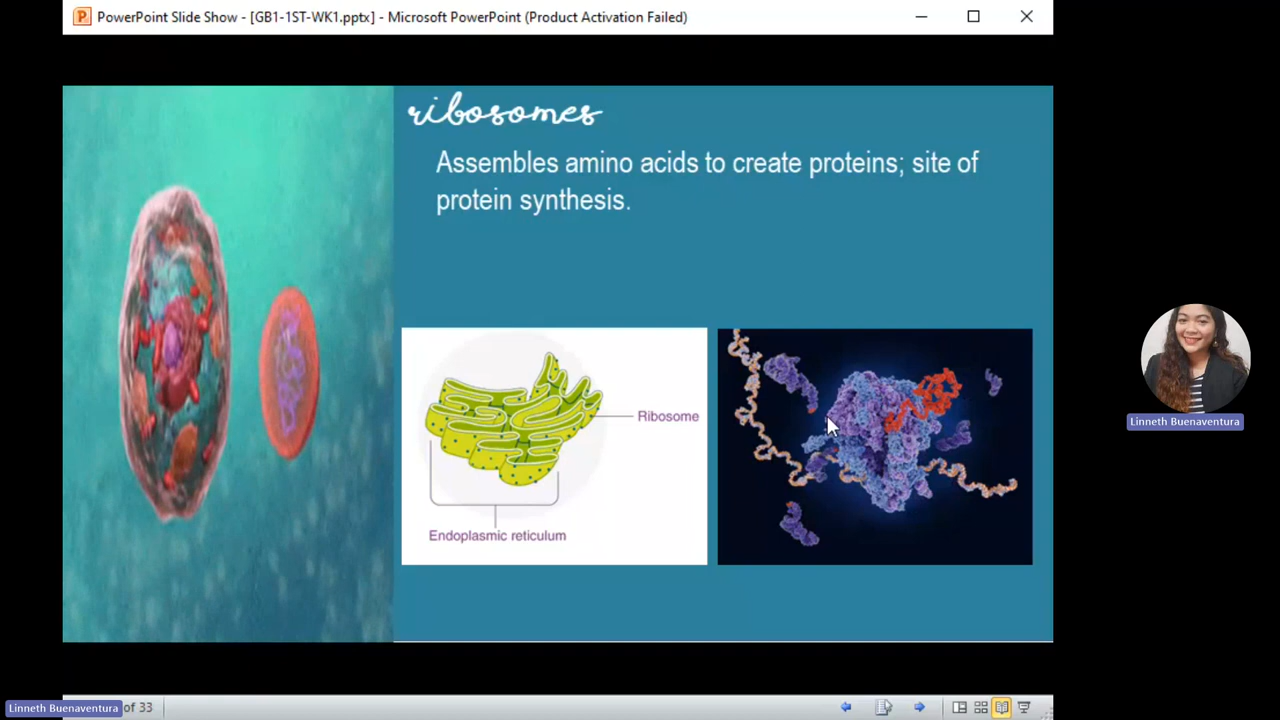 PowerPoint Slide Show - [GB1-1ST-WK1.pptx] - Microsoft PowerPoint (Product Activation Failed)
ribosomes
Assembles amino acids to create proteins; site of
protein synthesis.
Ribosome
Endoplasmic reticulum
Linneth Buenaventura
Linneth Buenaventura
of 33